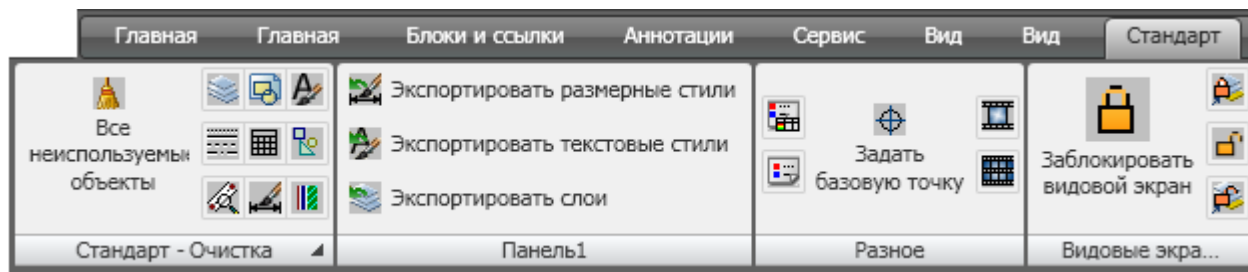 Главная Главная Блоки и ссылки Аннотации Сервис Вид Вид Стандарт
Все
неиспользуемы
объекты
Экспортировать размерные стили
Экспортировать текстовые стили
Экспортировать слои
Задать
базовую точку
Заблокировать
видовой экран
Стандарт - Очистка Панель1 Разное Видовые экра...